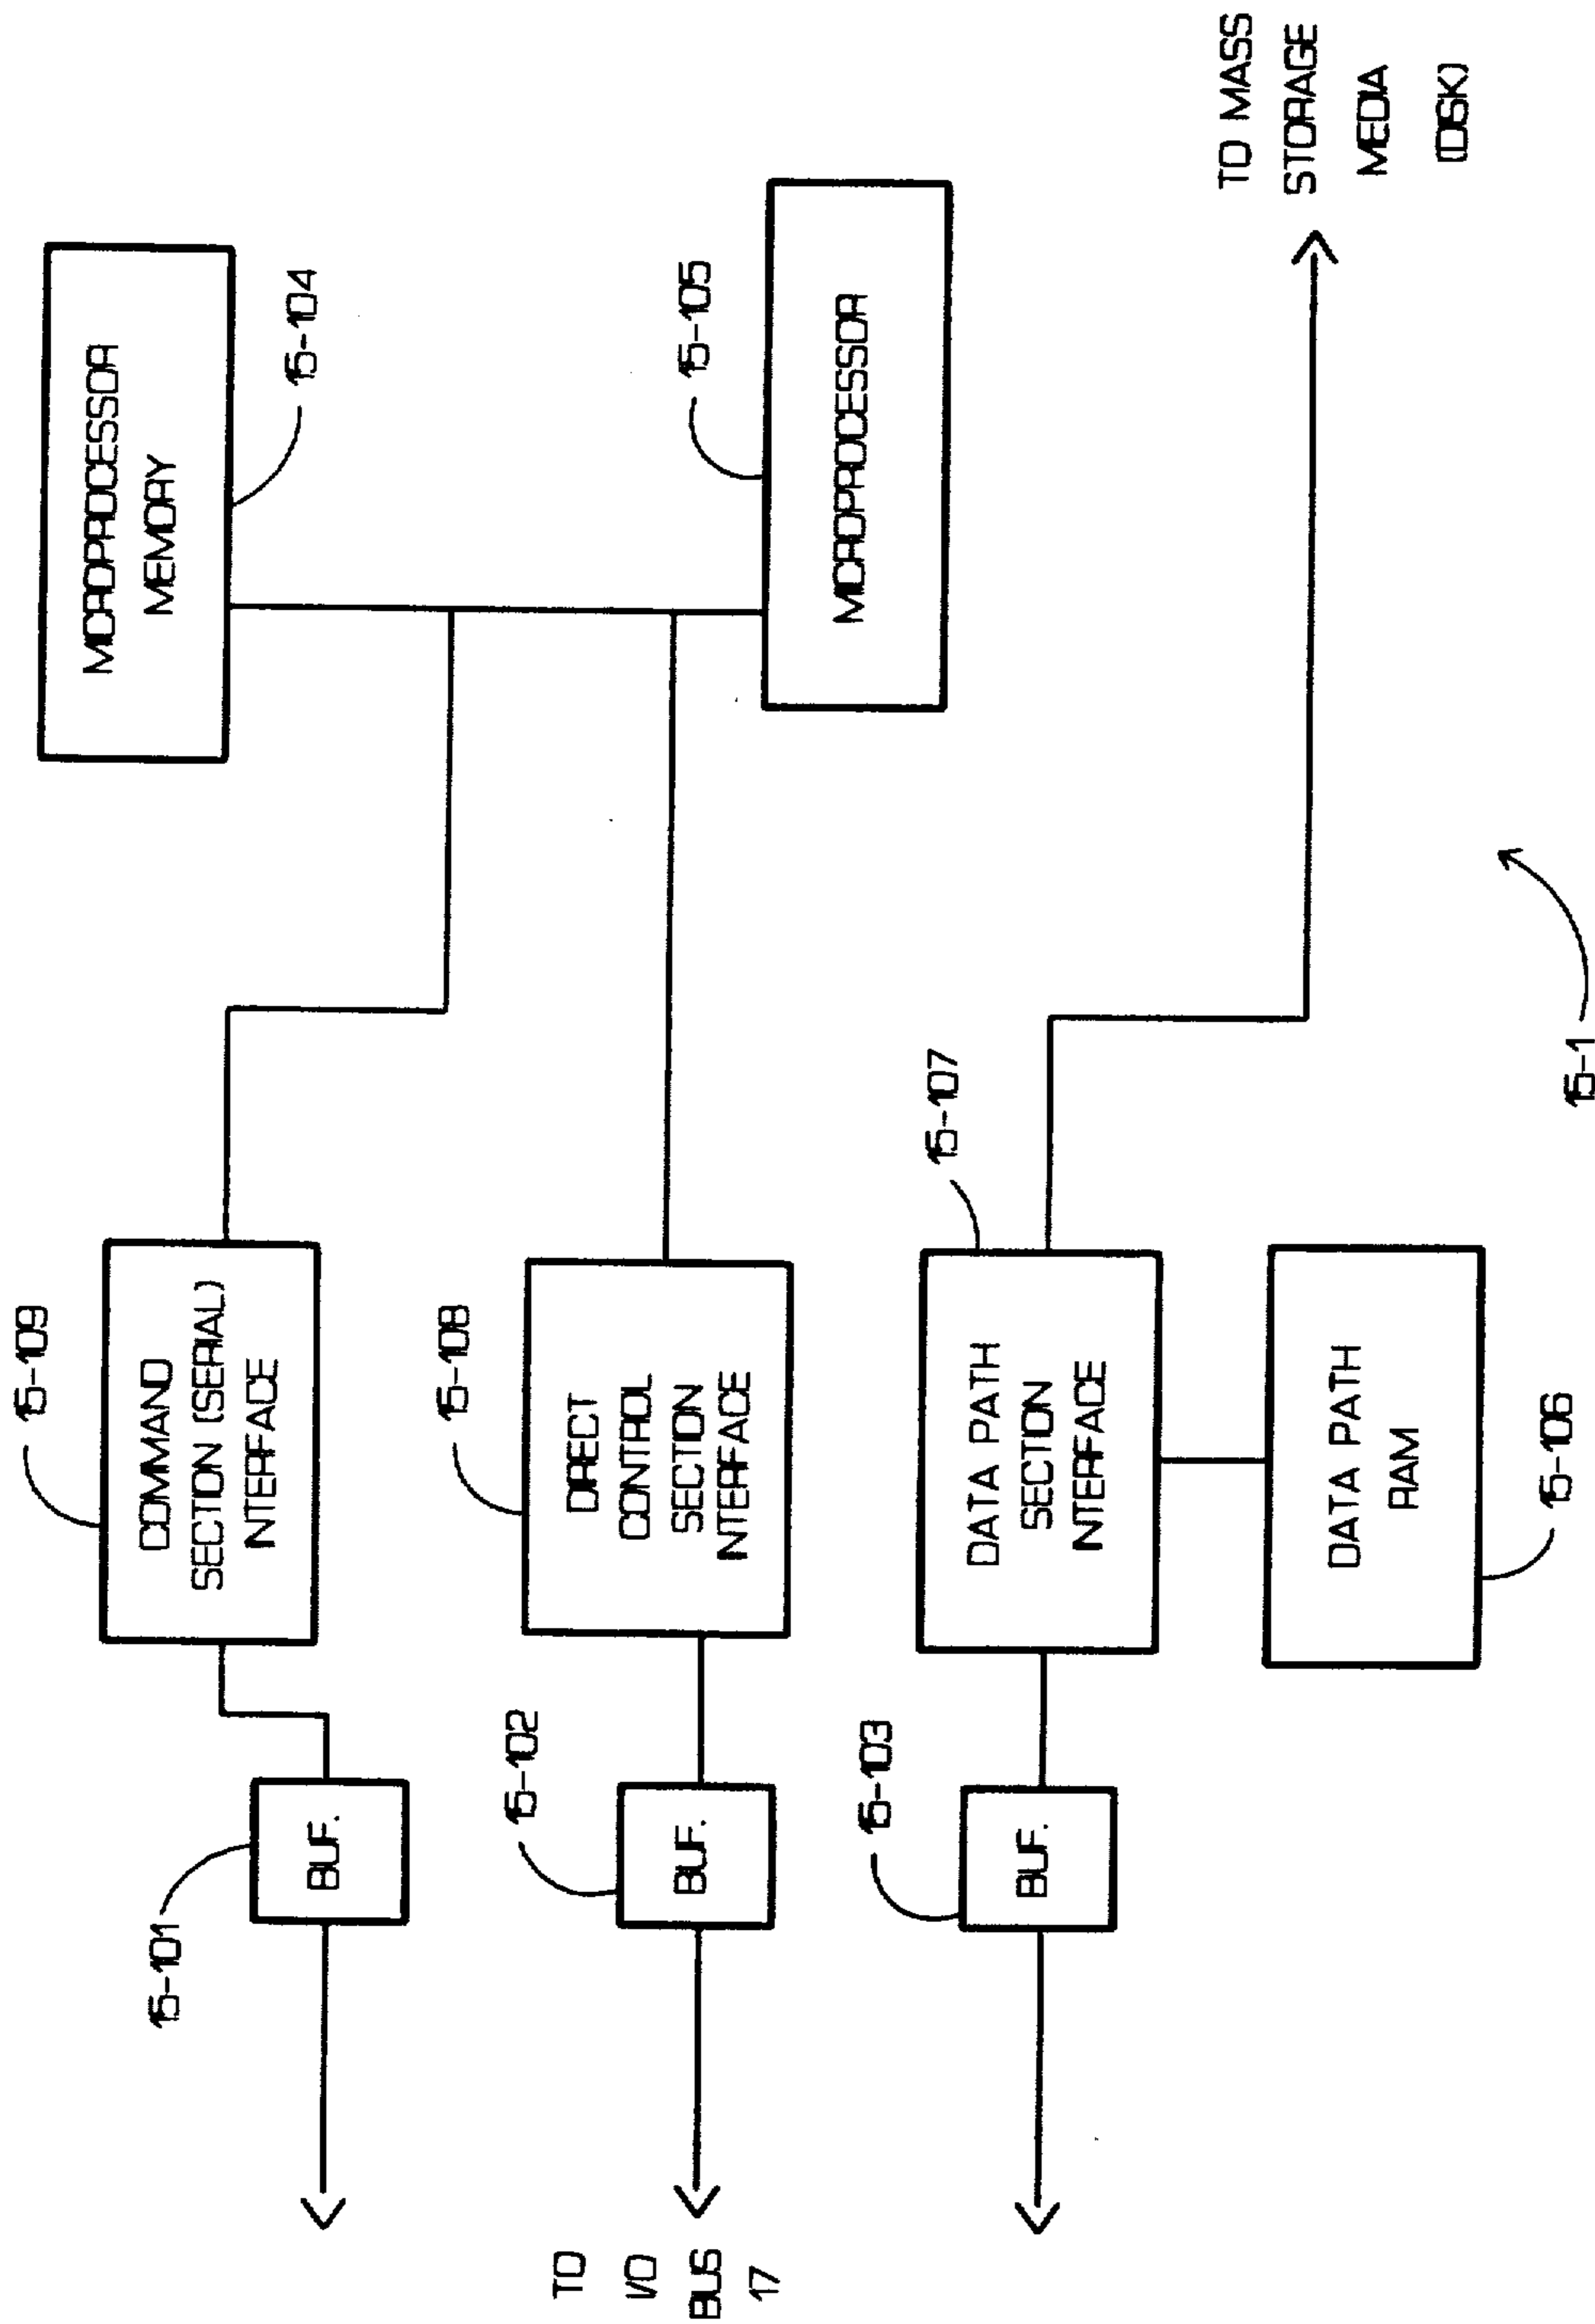 15-101
BUF.
15-109
COMMAND
SECTION (SERIAL)
INTERFACE
MICROPROCESSOR
MEMORY
15-104
TO
I/O
BUS
17
15-102
BUF.
15-108
DIRECT
CONTROL
SECTION
INTERFACE
15-105
MICROPROCESSOR
15-103
BUF.
15-107
DATA PATH
SECTION
INTERFACE
DATA PATH
RAM
15-106
TO MASS
STORAGE
MEDIA
(DISK)
15-1